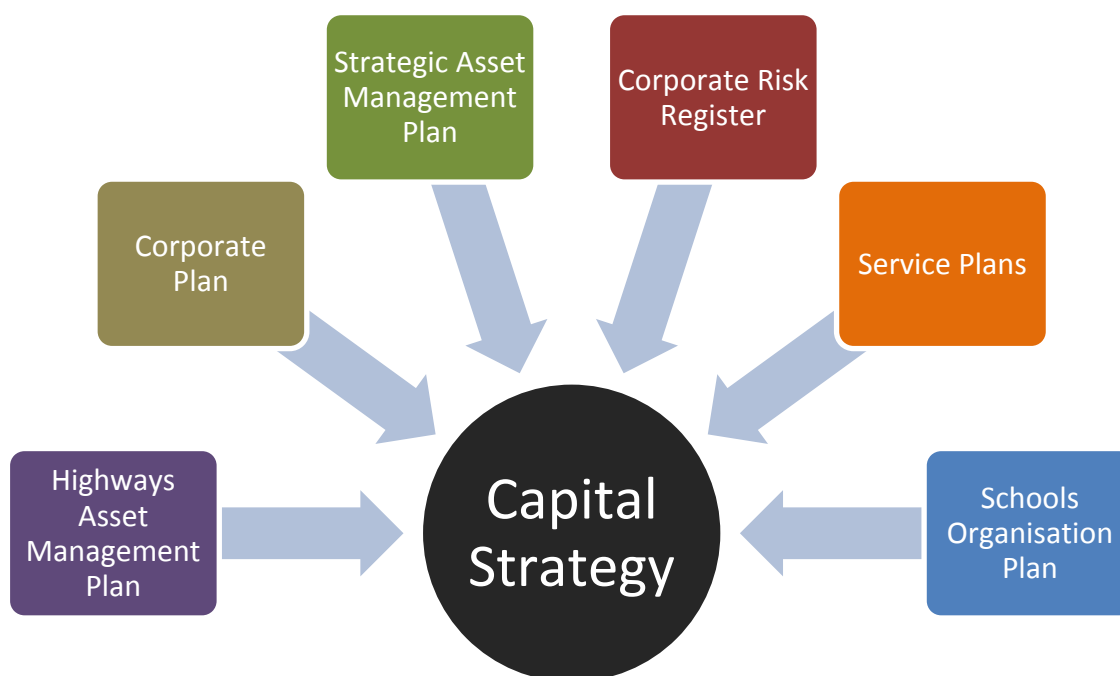 Strategic Asset
Management
Plan
Corporate Risk
Register
Corporate
Plan
Service Plans
Highways
Asset
Management
Plan
Capital
Strategy
Schools
Organisation
Plan